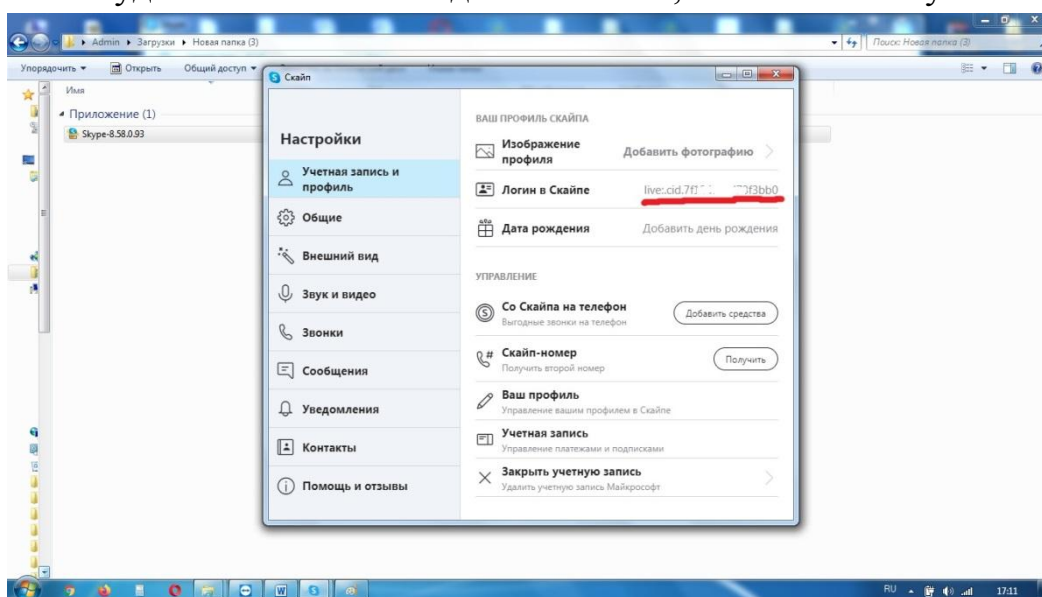 Admin ▸ Загрузки ▸ Новая папка (3)
Поиск: Новая папка (3)
Упорядочить
Открыть
Общий доступ
Имя
Приложение (1)
Skype-8.58.0.93
Скайп
Настройки
Учетная запись и
профиль
Общие
Внешний вид
Звук и видео
Звонки
Сообщения
Уведомления
Контакты
Помощь и отзывы
ВАШ ПРОФИЛЬ СКАЙПА
Изображение
профиля
Добавить фотографию
Логин в Скайпе
Дата рождения
Добавить день рождения
УПРАВЛЕНИЕ
Со Скайпа на телефон
Выгодные звонки на телефон
Добавить средства
Скайп-номер
Получить второй номер
Получить
Ваш профиль
Управление вашим профилем в Скайпе
Учетная запись
Управление платежами и подписками
Закрыть учетную запись
Удалить учетную запись Майкрософт
RU
17:11